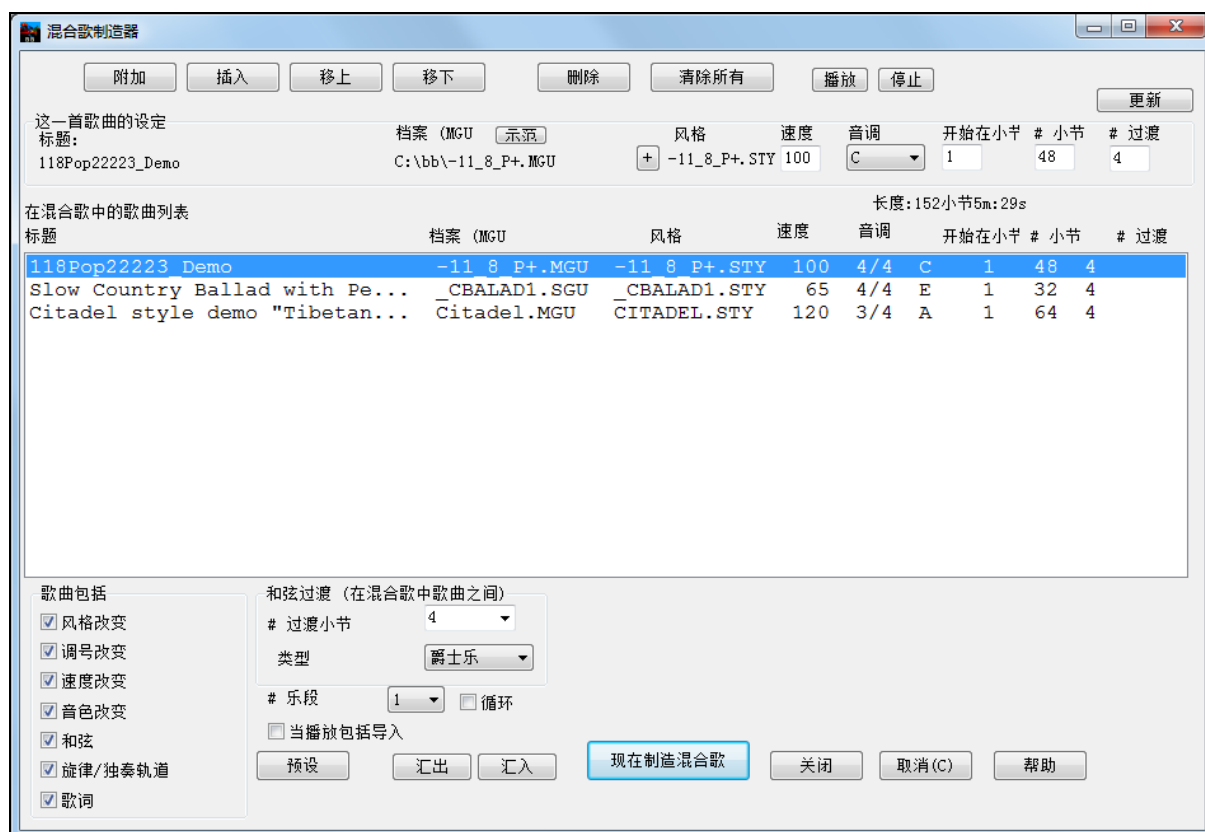 混合歌制造器
附加 插入 移上 移下 删除 清除所有 播放 停止
更新
这一首歌曲的设定
标题: 档案 (MGU 示范 风格 速度 音调 开始在小节 # 小节 # 过渡
118Pop22223_Demo C:\bb\-11_8_P+.MGU + -11_8_P+.STY 100 C 1 48 4
长度:152小节5m:29s
在混合歌中的歌曲列表
标题 档案 (MGU 风格 速度 音调 开始在小节 # 小节 # 过渡
118Pop22223_Demo -11_8_P+.MGU -11_8_P+.STY 100 4/4 C 1 48 4
Slow Country Ballad with Pe... _CBALAD1.SGU _CBALAD1.STY 65 4/4 E 1 32 4
Citadel style demo "Tibetan... Citadel.MGU CITADEL.STY 120 3/4 A 1 64 4
歌曲包括
风格改变
调号改变
速度改变
音色改变
和弦
旋律/独奏轨道
歌词
和弦过渡 (在混合歌中歌曲之间)
# 过渡小节 4
类型 爵士乐
# 乐段 1 循环
当播放包括导入
预设 汇出 汇入 现在制造混合歌 关闭 取消(C) 帮助